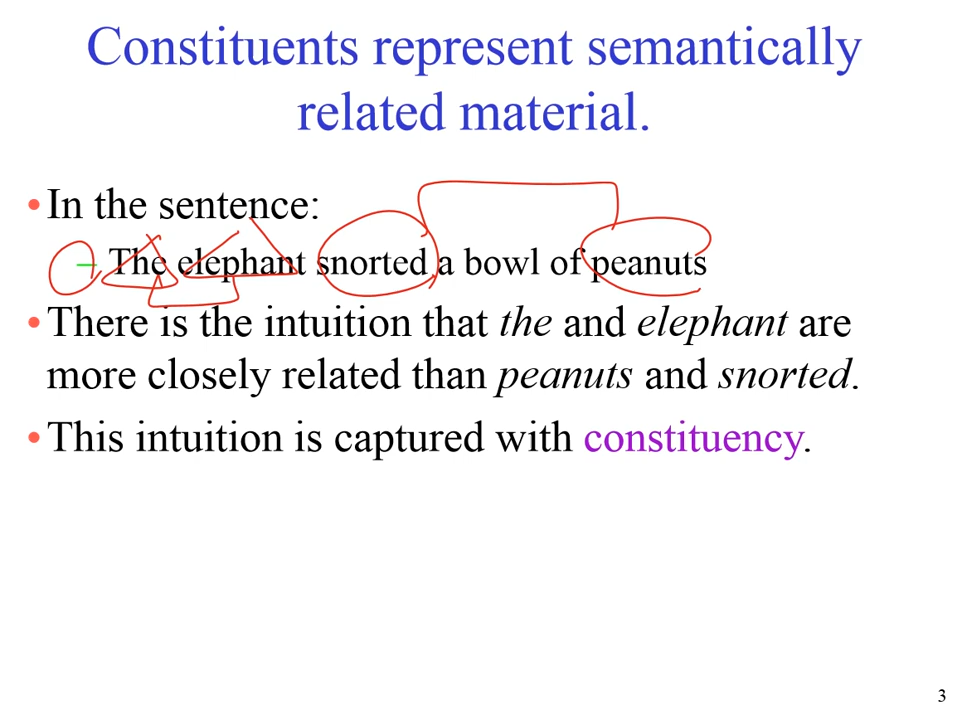 Constituents represent semantically
related material.
•In the sentence:
– The elephant snorted a bowl of peanuts
•There is the intuition that the and elephant are
more closely related than peanuts and snorted.
•This intuition is captured with constituency.
3